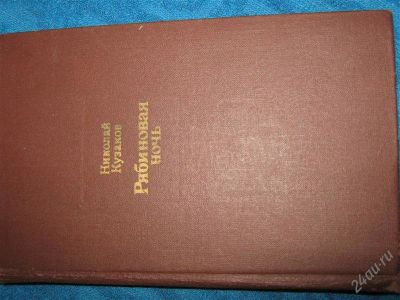 Николай
Кузаков
Рябиновая
ночь
24au.ru